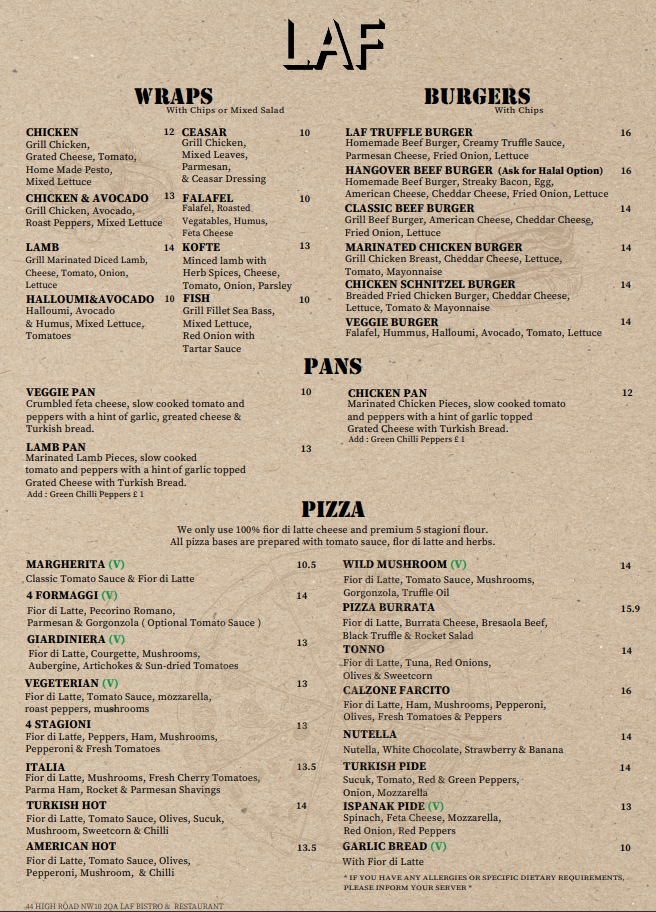 LAF
WRAPS
With Chips or Mixed Salad
CHICKEN 12
Grill Chicken,
Grated Cheese, Tomato,
Home Made Pesto,
Mixed Lettuce
CHICKEN & AVOCADO 13
Grill Chicken, Avocado,
Roast Peppers, Mixed Lettuce
LAMB 14
Grill Marinated Diced Lamb,
Cheese, Tomato, Onion,
Lettuce
HALLOUMI&AVOCADO 10
Halloumi, Avocado
& Humus, Mixed Lettuce,
Tomatoes
CEASAR 10
Grill Chicken,
Mixed Leaves,
Parmesan,
& Ceasar Dressing
FALAFEL 10
Falafel, Roasted
Vegatables, Humus,
Feta Cheese
KOFTE 13
Minced lamb with
Herb Spices, Cheese,
Tomato, Onion, Parsley
FISH 10
Grill Fillet Sea Bass,
Mixed Lettuce,
Red Onion with
Tartar Sauce
BURGERS
With Chips
LAF TRUFFLE BURGER 16
Homemade Beef Burger, Creamy Truffle Sauce,
Parmesan Cheese, Fried Onion, Lettuce
HANGOVER BEEF BURGER (Ask for Halal Option) 16
Homemade Beef Burger, Streaky Bacon, Egg,
American Cheese, Cheddar Cheese, Fried Onion, Lettuce
CLASSIC BEEF BURGER 14
Grill Beef Burger, American Cheese, Cheddar Cheese,
Fried Onion, Lettuce
MARINATED CHICKEN BURGER 14
Grill Chicken Breast, Cheddar Cheese, Lettuce,
Tomato, Mayonnaise
CHICKEN SCHNITZEL BURGER 14
Breaded Fried Chicken Burger, Cheddar Cheese,
Lettuce, Tomato & Mayonnaise
VEGGIE BURGER 14
Falafel, Hummus, Halloumi, Avocado, Tomato, Lettuce
PANS
VEGGIE PAN 10
Crumbled feta cheese, slow cooked tomato and
peppers with a hint of garlic, greated cheese &
Turkish bread.
LAMB PAN 13
Marinated Lamb Pieces, slow cooked
tomato and peppers with a hint of garlic topped
Grated Cheese with Turkish Bread.
Add : Green Chilli Peppers £ 1
CHICKEN PAN 12
Marinated Chicken Pieces, slow cooked tomato
and peppers with a hint of garlic topped
Grated Cheese with Turkish Bread.
Add : Green Chilli Peppers £ 1
PIZZA
We only use 100% fior di latte cheese and premium 5 stagioni flour.
All pizza bases are prepared with tomato sauce, flor di latte and herbs.
MARGHERITA (V) 10.5
Classic Tomato Sauce & Fior di Latte
4 FORMAGGI (V) 14
Fior di Latte, Pecorino Romano,
Parmesan & Gorgonzola ( Optional Tomato Sauce )
GIARDINIERA (V) 13
Fior di Latte, Courgette, Mushrooms,
Aubergine, Artichokes & Sun-dried Tomatoes
VEGETERIAN (V) 13
Fior di Latte, Tomato Sauce, mozzarella,
roast peppers, mushrooms
4 STAGIONI 13
Fior di Latte, Peppers, Ham, Mushrooms,
Pepperoni & Fresh Tomatoes
ITALIA 13.5
Fior di Latte, Mushrooms, Fresh Cherry Tomatoes,
Parma Ham, Rocket & Parmesan Shavings
TURKISH HOT 14
Fior di Latte, Tomato Sauce, Olives, Sucuk,
Mushroom, Sweetcorn & Chilli
AMERICAN HOT 13.5
Fior di Latte, Tomato Sauce, Olives,
Pepperoni, Mushroom, & Chilli
WILD MUSHROOM (V) 14
Fior di Latte, Tomato Sauce, Mushrooms,
Gorgonzola, Truffle Oil
PIZZA BURRATA 15.9
Fior di Latte, Burrata Cheese, Bresaola Beef,
Black Truffle & Rocket Salad
TONNO 14
Fior di Latte, Tuna, Red Onions,
Olives & Sweetcorn
CALZONE FARCITO 16
Fior di Latte, Ham, Mushrooms, Pepperoni,
Olives, Fresh Tomatoes & Peppers
NUTELLA 14
Nutella, White Chocolate, Strawberry & Banana
TURKISH PIDE 14
Sucuk, Tomato, Red & Green Peppers,
Onion, Mozzarella
ISPANAK PIDE (V) 13
Spinach, Feta Cheese, Mozzarella,
Red Onion, Red Peppers
GARLIC BREAD (V) 10
With Fior di Latte
* IF YOU HAVE ANY ALLERGIES OR SPECIFIC DIETARY REQUIREMENTS,
PLEASE INFORM YOUR SERVER *
44 HIGH ROAD NW10 2QA LAF BISTRO & RESTAURANT